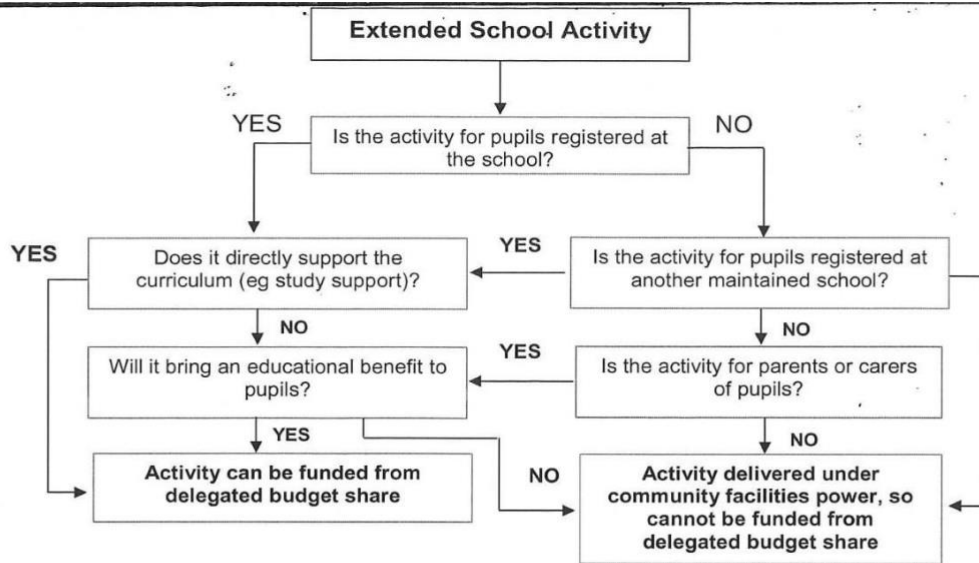 Extended School Activity
YES
NO
Is the activity for pupils registered at
the school?
YES
Does it directly support the
curriculum (eg study support)?
YES
Is the activity for pupils registered at
another maintained school?
NO
NO
Will it bring an educational benefit to
pupils?
YES
Is the activity for parents or carers
of pupils?
YES
NO
Activity can be funded from
delegated budget share
NO
Activity delivered under
community facilities power, so
cannot be funded from
delegated budget share